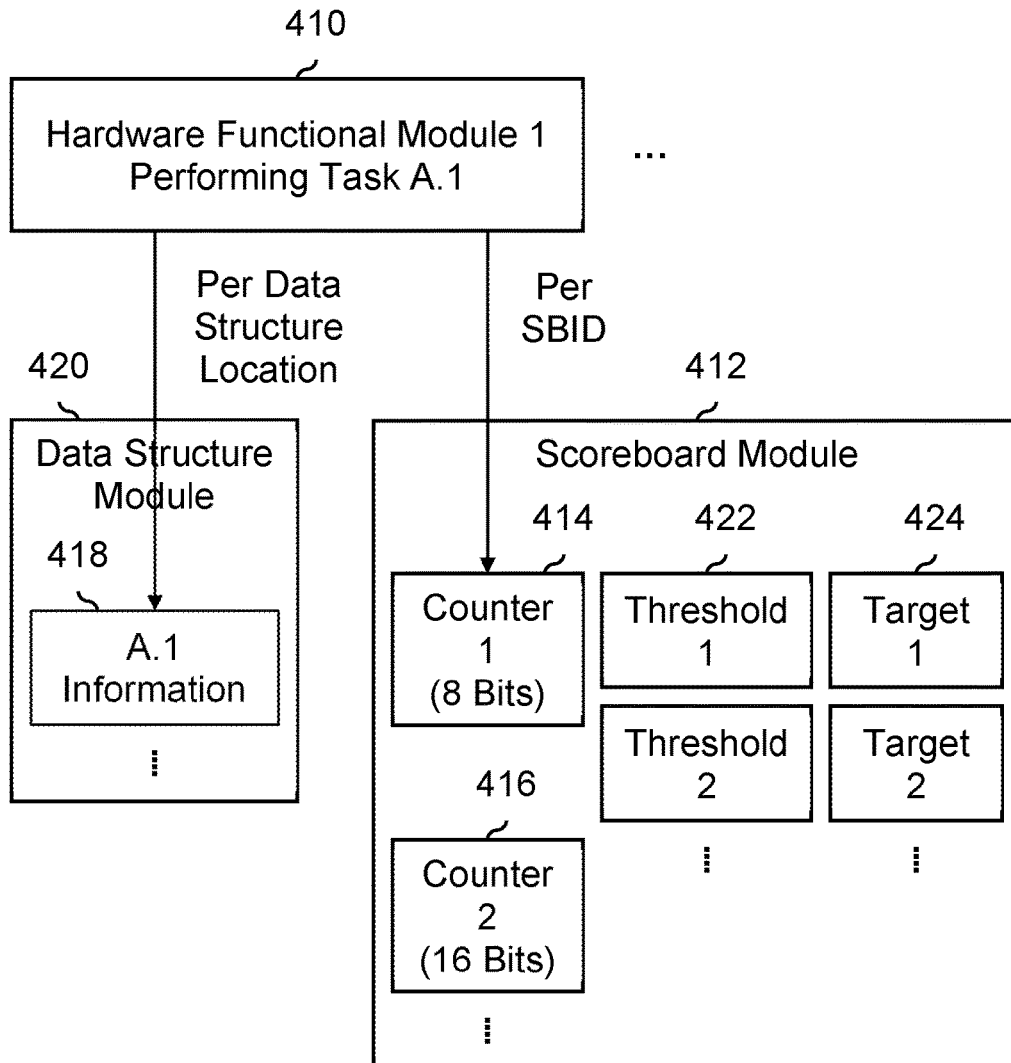 410
Hardware Functional Module 1
Performing Task A.1
...
Per Data
Structure
Location
Per
SBID
420
412
Data Structure
Module
Scoreboard Module
418
414
422
424
A.1
Information
Counter
1
(8 Bits)
Threshold
1
Target
1
Threshold
2
Target
2
416
Counter
2
(16 Bits)